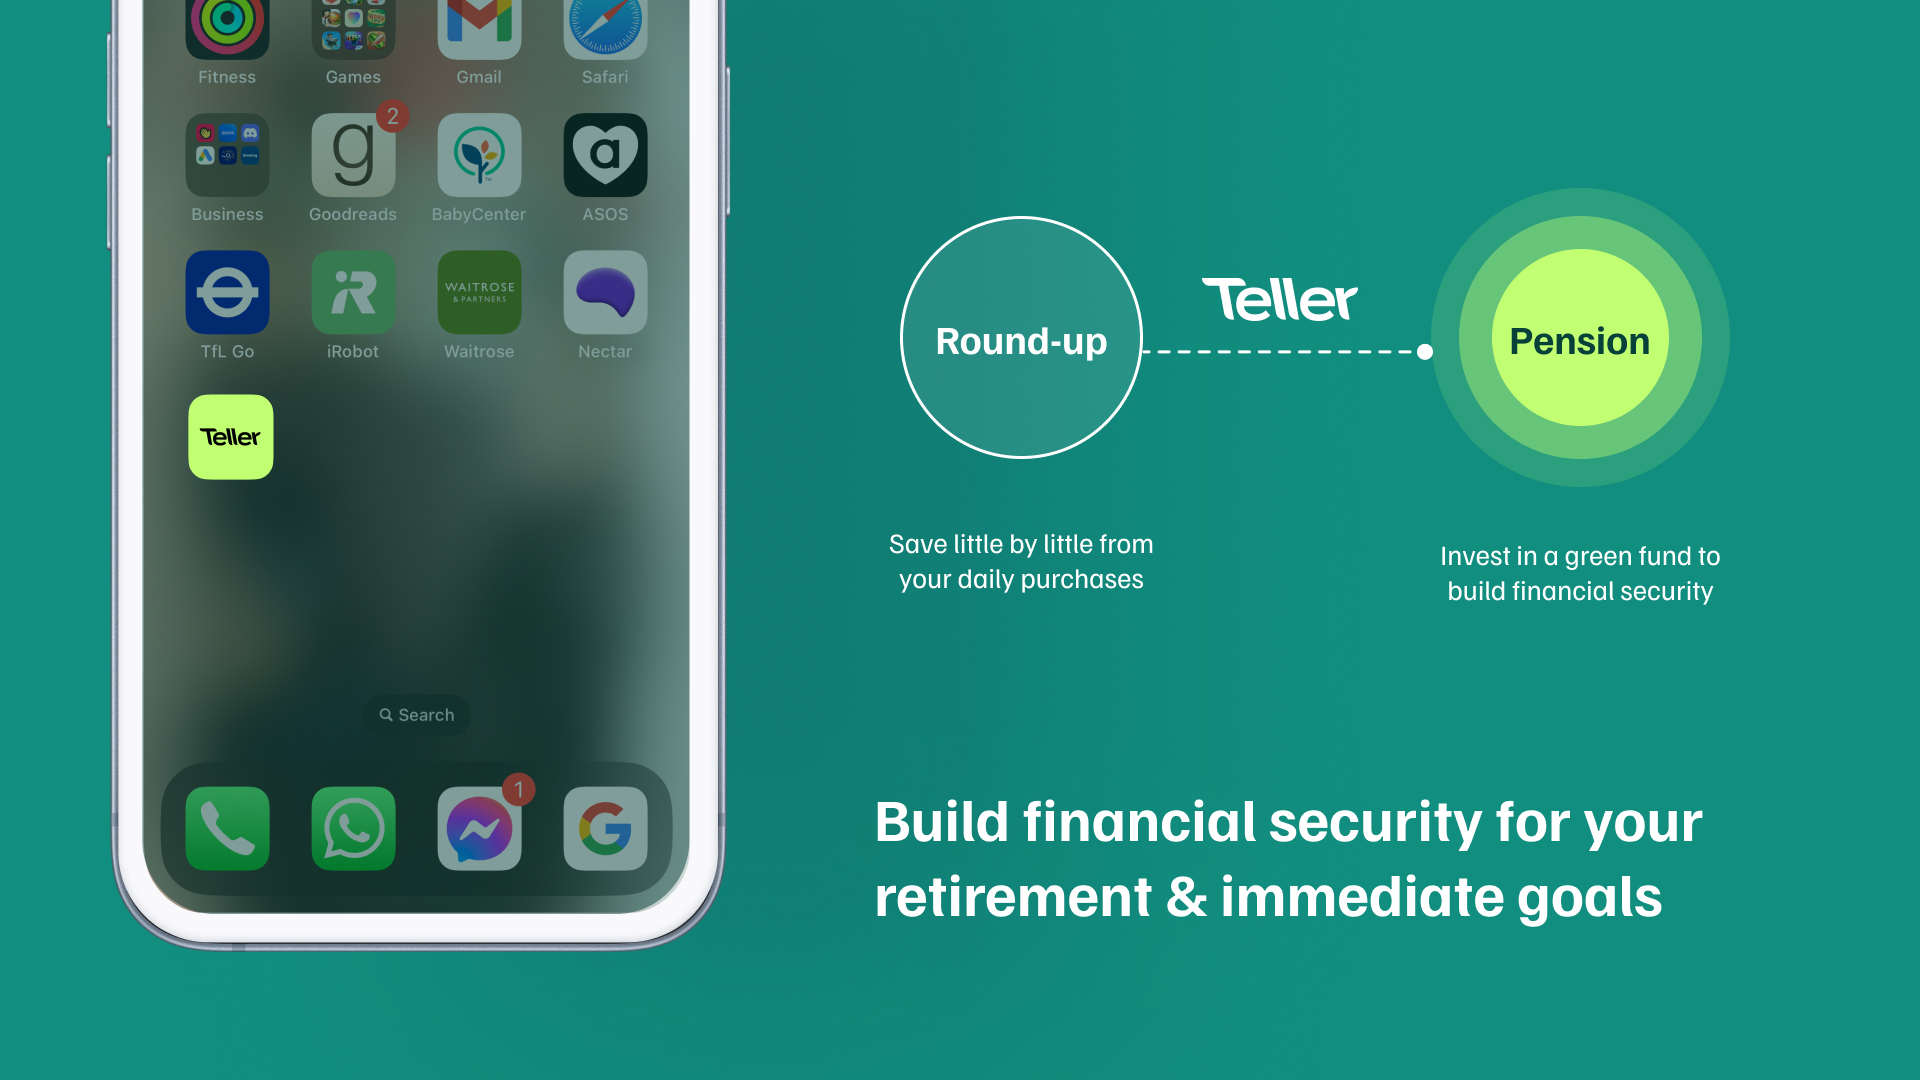 Fitness
Games
Gmail
Safari
2
g
a
Business
Goodreads
BabyCenter
ASOS
WAITROSE
& PARTNERS
TfL Go
iRobot
Waitrose
Nectar
Teller
Search
1
G
Round-up
Teller
Pension
Save little by little from
your daily purchases
Invest in a green fund to
build financial security
Build financial security for your
retirement & immediate goals